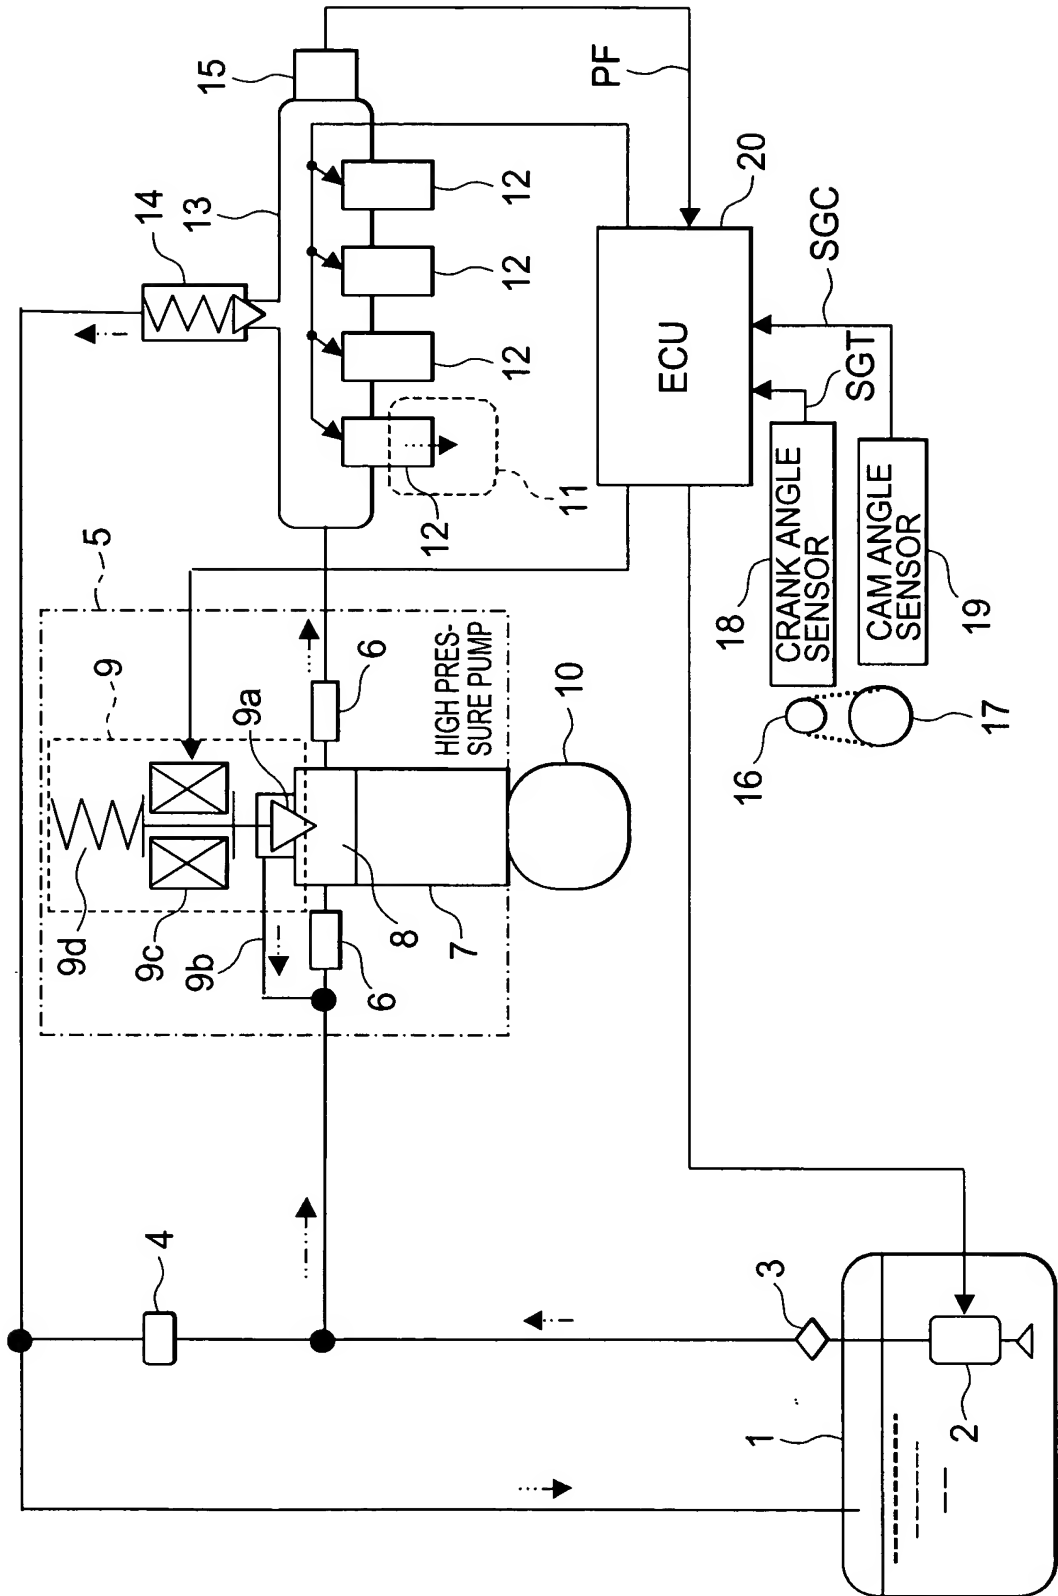 15
14
13
PF
12
12
12
12
11
20
SGC
SGT
ECU
5
9
6
9a
HIGH PRES-
SURE PUMP
10
9d
9c
9b
8
7
6
18
CRANK ANGLE
SENSOR
CAM ANGLE
SENSOR
19
16
17
4
3
1
2